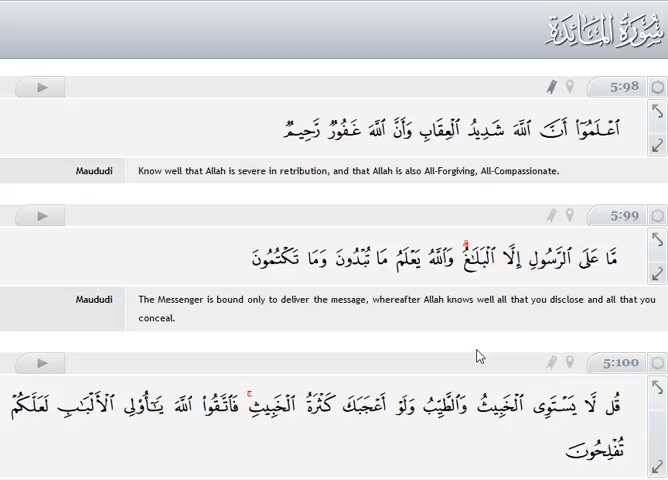 سُورَةُ المَائدَة
5:98
ٱعْلَمُوٓا۟ أَنَّ ٱللَّهَ شَدِيدُ ٱلْعِقَابِ وَأَنَّ ٱللَّهَ غَفُورٌ رَّحِيمٌ
Maududi Know well that Allah is severe in retribution, and that Allah is also All-Forgiving, All-Compassionate.
5:99
مَّا عَلَى ٱلرَّسُولِ إِلَّا ٱلْبَلَـٰغُ ۗ وَٱللَّهُ يَعْلَمُ مَا تُبْدُونَ وَمَا تَكْتُمُونَ
Maududi The Messenger is bound only to deliver the message, whereafter Allah knows well all that you disclose and all that you
conceal.
5:100
قُل لَّا يَسْتَوِى ٱلْخَبِيثُ وَٱلطَّيِّبُ وَلَوْ أَعْجَبَكَ كَثْرَةُ ٱلْخَبِيثِ ۚ فَٱتَّقُوا۟ ٱللَّهَ يَـٰٓأُو۟لِى ٱلْأَلْبَـٰبِ لَعَلَّكُمْ
تُفْلِحُونَ